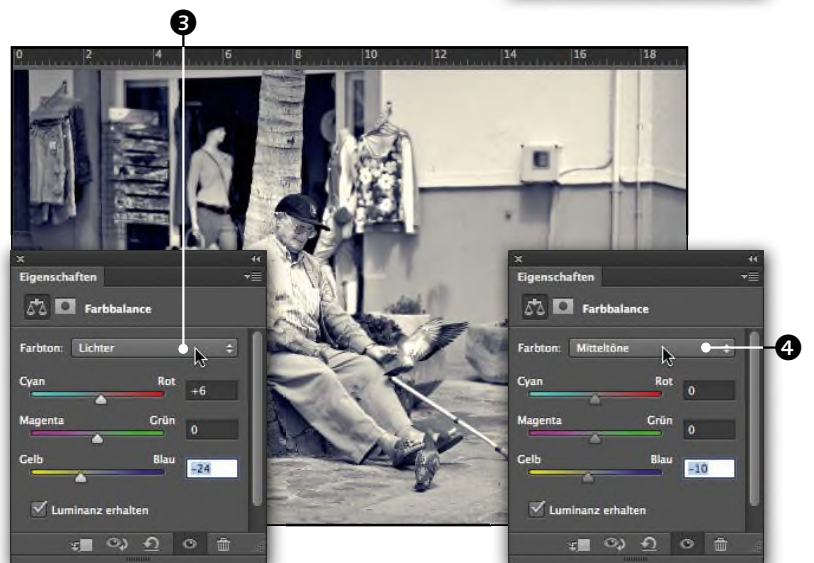 3
0 2 4 6 8 10 12 14 16 18
Eigenschaften
Farbbalance
Farbton: Lichter
Cyan Rot +6
Magenta Grün 0
Gelb Blau -24
Luminanz erhalten
Eigenschaften
Farbbalance
Farbton: Mitteltöne
4
Cyan Rot 0
Magenta Grün 0
Gelb Blau -10
Luminanz erhalten